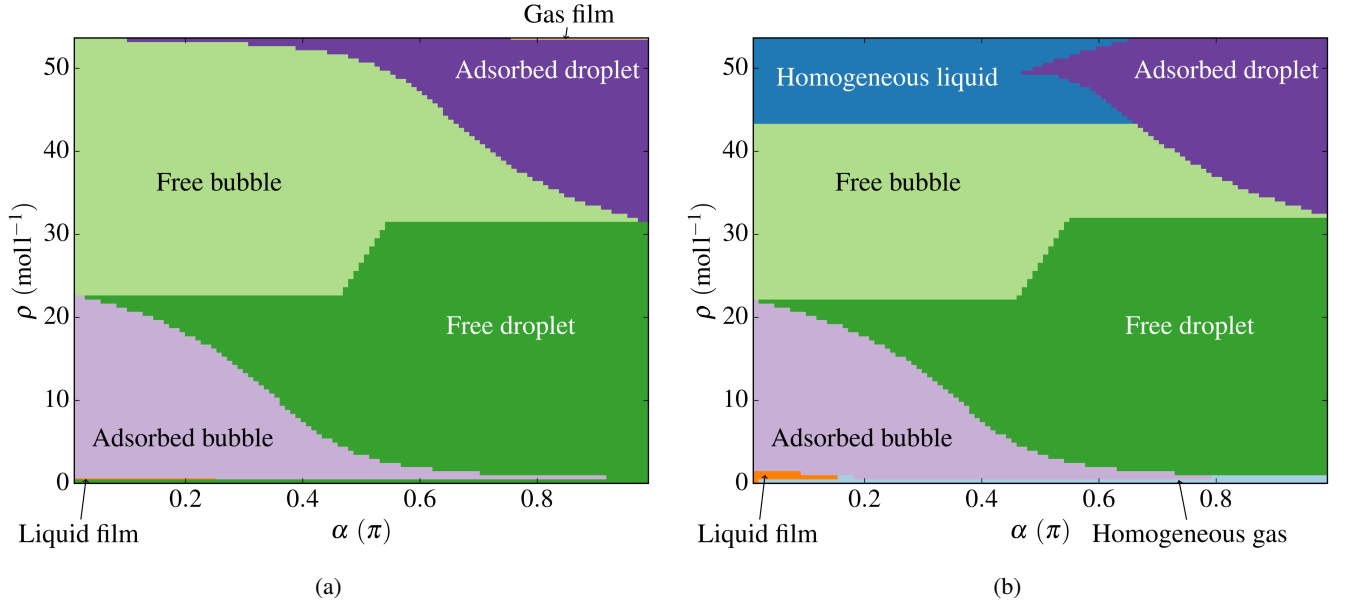 Gas film
Adsorbed droplet
Free bubble
Free droplet
Adsorbed bubble
Liquid film
50
40
30
20
10
0
ρ (mol l⁻¹)
0.2 0.4 0.6 0.8
α (π)
(a)
Homogeneous liquid
Adsorbed droplet
Free bubble
Free droplet
Adsorbed bubble
Liquid film
Homogeneous gas
50
40
30
20
10
0
ρ (mol l⁻¹)
0.2 0.4 0.6 0.8
α (π)
(b)